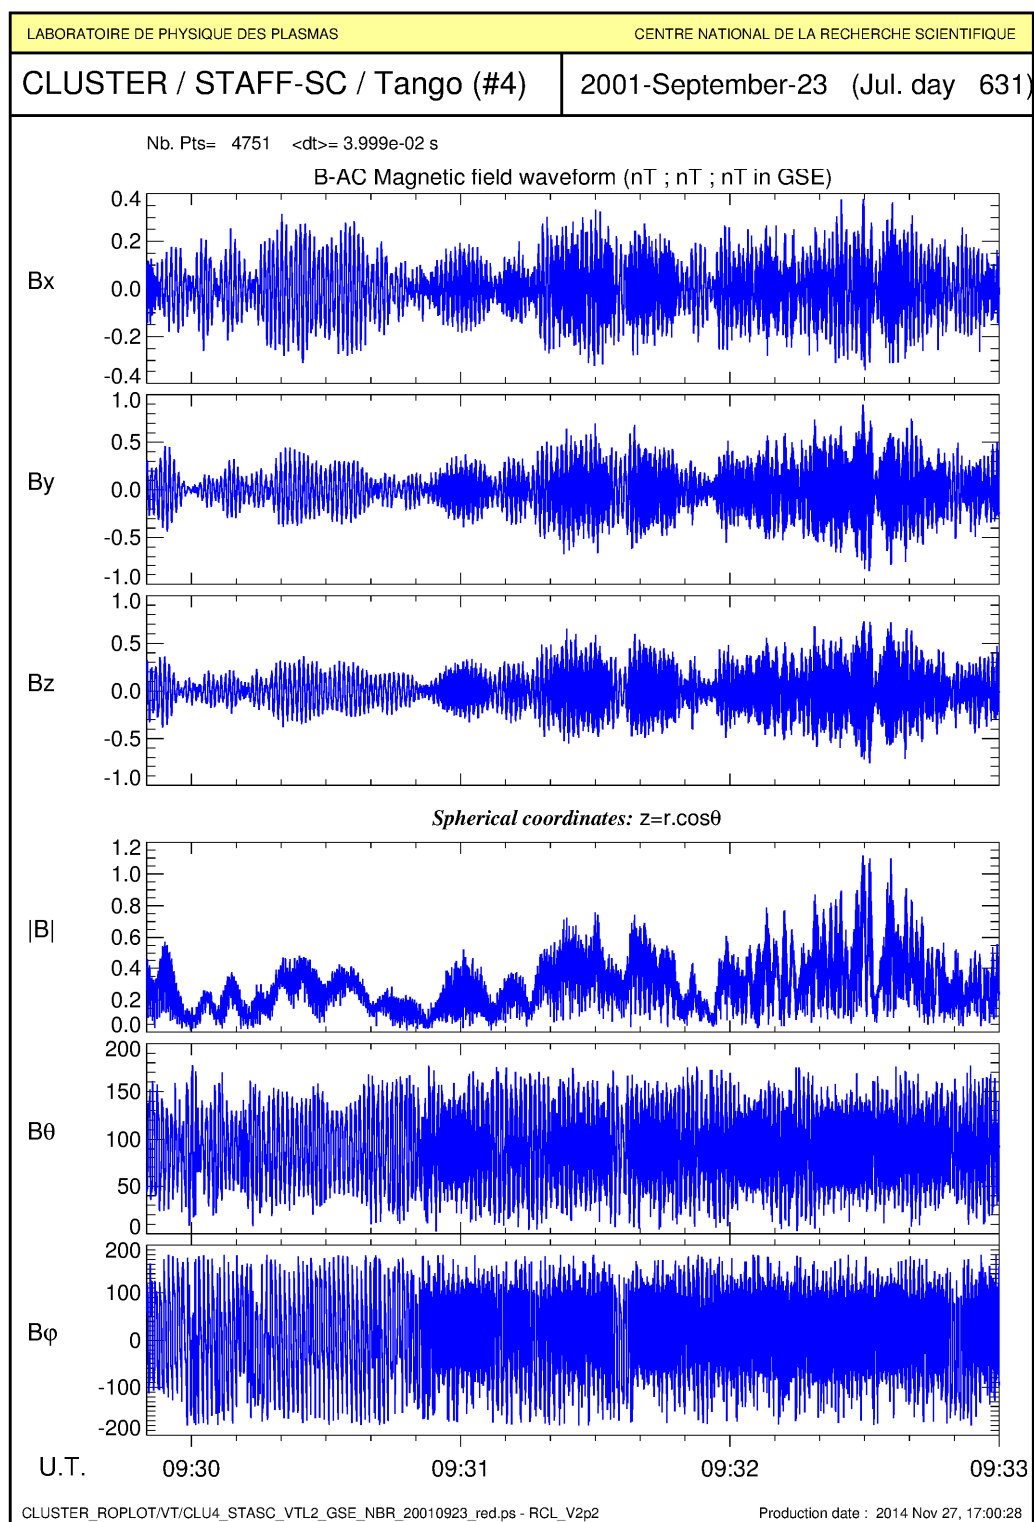 LABORATOIRE DE PHYSIQUE DES PLASMAS CENTRE NATIONAL DE LA RECHERCHE SCIENTIFIQUE
CLUSTER / STAFF-SC / Tango (#4) 2001-September-23 (Jul. day 631)
Nb. Pts= 4751 <dt>= 3.999e-02 s
B-AC Magnetic field waveform (nT ; nT ; nT in GSE)
0.4
0.2
Bx 0.0
-0.2
-0.4
1.0
0.5
By 0.0
-0.5
-1.0
1.0
0.5
Bz 0.0
-0.5
-1.0
Spherical coordinates: z=r.cosθ
1.2
1.0
0.8
|B| 0.6
0.4
0.2
0.0
200
150
Bθ 100
50
0
200
100
Bφ 0
-100
-200
U.T. 09:30 09:31 09:32 09:33
CLUSTER_ROPLOT/VT/CLU4_STASC_VTL2_GSE_NBR_20010923_red.ps - RCL_V2p2 Production date : 2014 Nov 27, 17:00:28